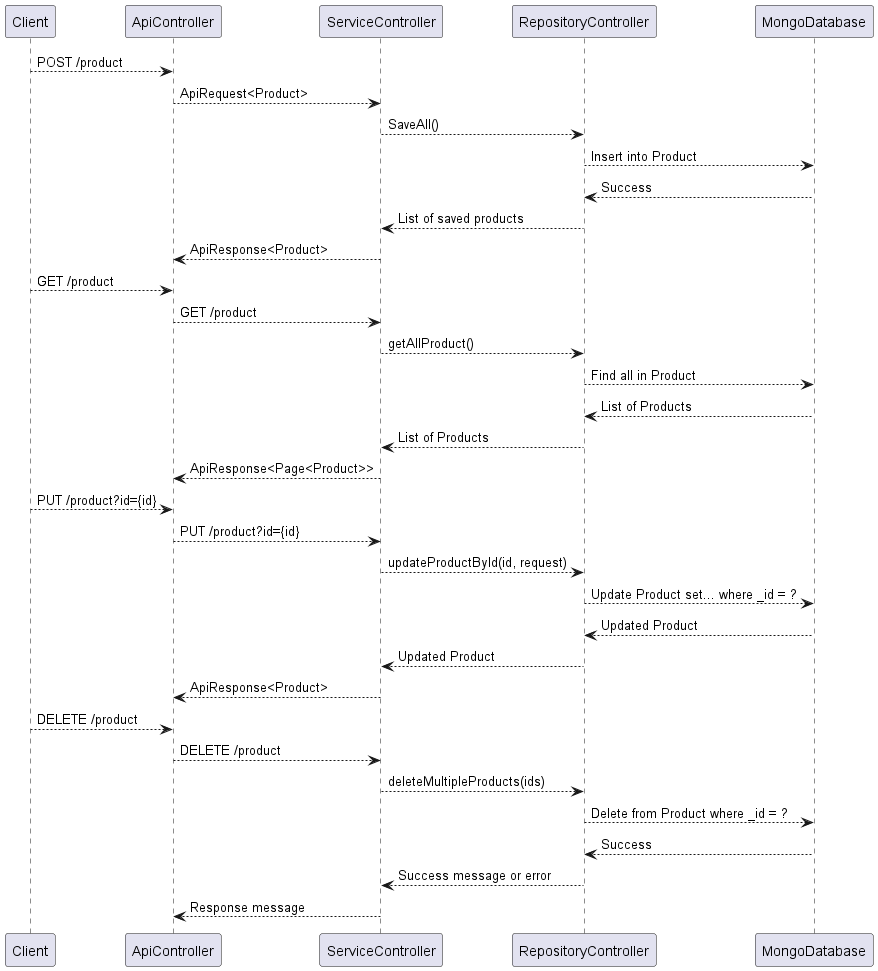 Client
ApiController
ServiceController
RepositoryController
MongoDatabase
POST /product
ApiRequest<Product>
SaveAll()
Insert into Product
Success
List of saved products
ApiResponse<Product>
GET /product
GET /product
getAllProduct()
Find all in Product
List of Products
List of Products
ApiResponse<Page<Product>>
PUT /product?id={id}
PUT /product?id={id}
updateProductById(id, request)
Update Product set... where _id = ?
Updated Product
Updated Product
ApiResponse<Product>
DELETE /product
DELETE /product
deleteMultipleProducts(ids)
Delete from Product where _id = ?
Success
Success message or error
Response message
Client
ApiController
ServiceController
RepositoryController
MongoDatabase